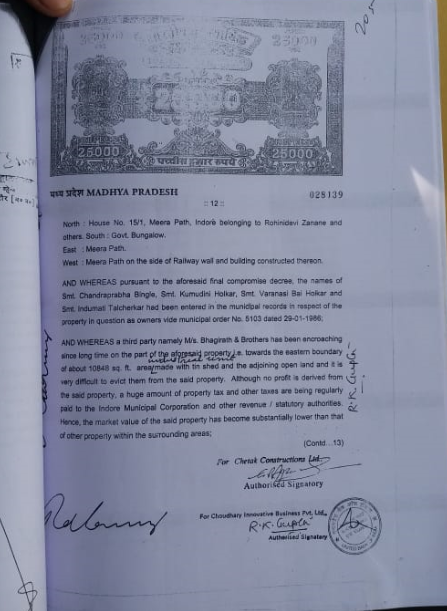 25000
25000
25000
25000
पच्चीस हजार रुपये
25000
मध्य प्रदेश MADHYA PRADESH
028139
:: 12 ::
North : House No. 15/1, Meera Path, Indore belonging to Rohinidevi Zanane and
others. South : Govt. Bungalow.
East : Meera Path.
West : Meera Path on the side of Railway wall and building constructed thereon.
AND WHEREAS pursuant to the aforesaid final compromise decree, the names of
Smt. Chandraprabha Bingle, Smt. Kumudini Holkar, Smt. Varanasi Bai Holkar and
Smt. Indumati Talcherkar had been entered in the municipal records in respect of the
property in question as owners vide municipal order No. 5103 dated 29-01-1986;
AND WHEREAS a third party namely M/s. Bhagirath & Brothers has been encroaching
since long time on the part of the aforesaid property i.e. towards the eastern boundary
industrial unit
of about 10848 sq. ft. area made with tin shed and the adjoining open land and it is
very difficult to evict them from the said property. Although no profit is derived from
the said property, a huge amount of property tax and other taxes are being regularly
paid to the Indore Municipal Corporation and other revenue / statutory authorities.
Hence, the market value of the said property has become substantially lower than that
of other property within the surrounding areas;
R.K. Gupta
(Contd ..13)
For Chetak Constructions Ltd.
Authorised Signatory
For Choudhary Innovative Business Pvt. Ltd.,
R.K. Gupta
Authorised Signatory